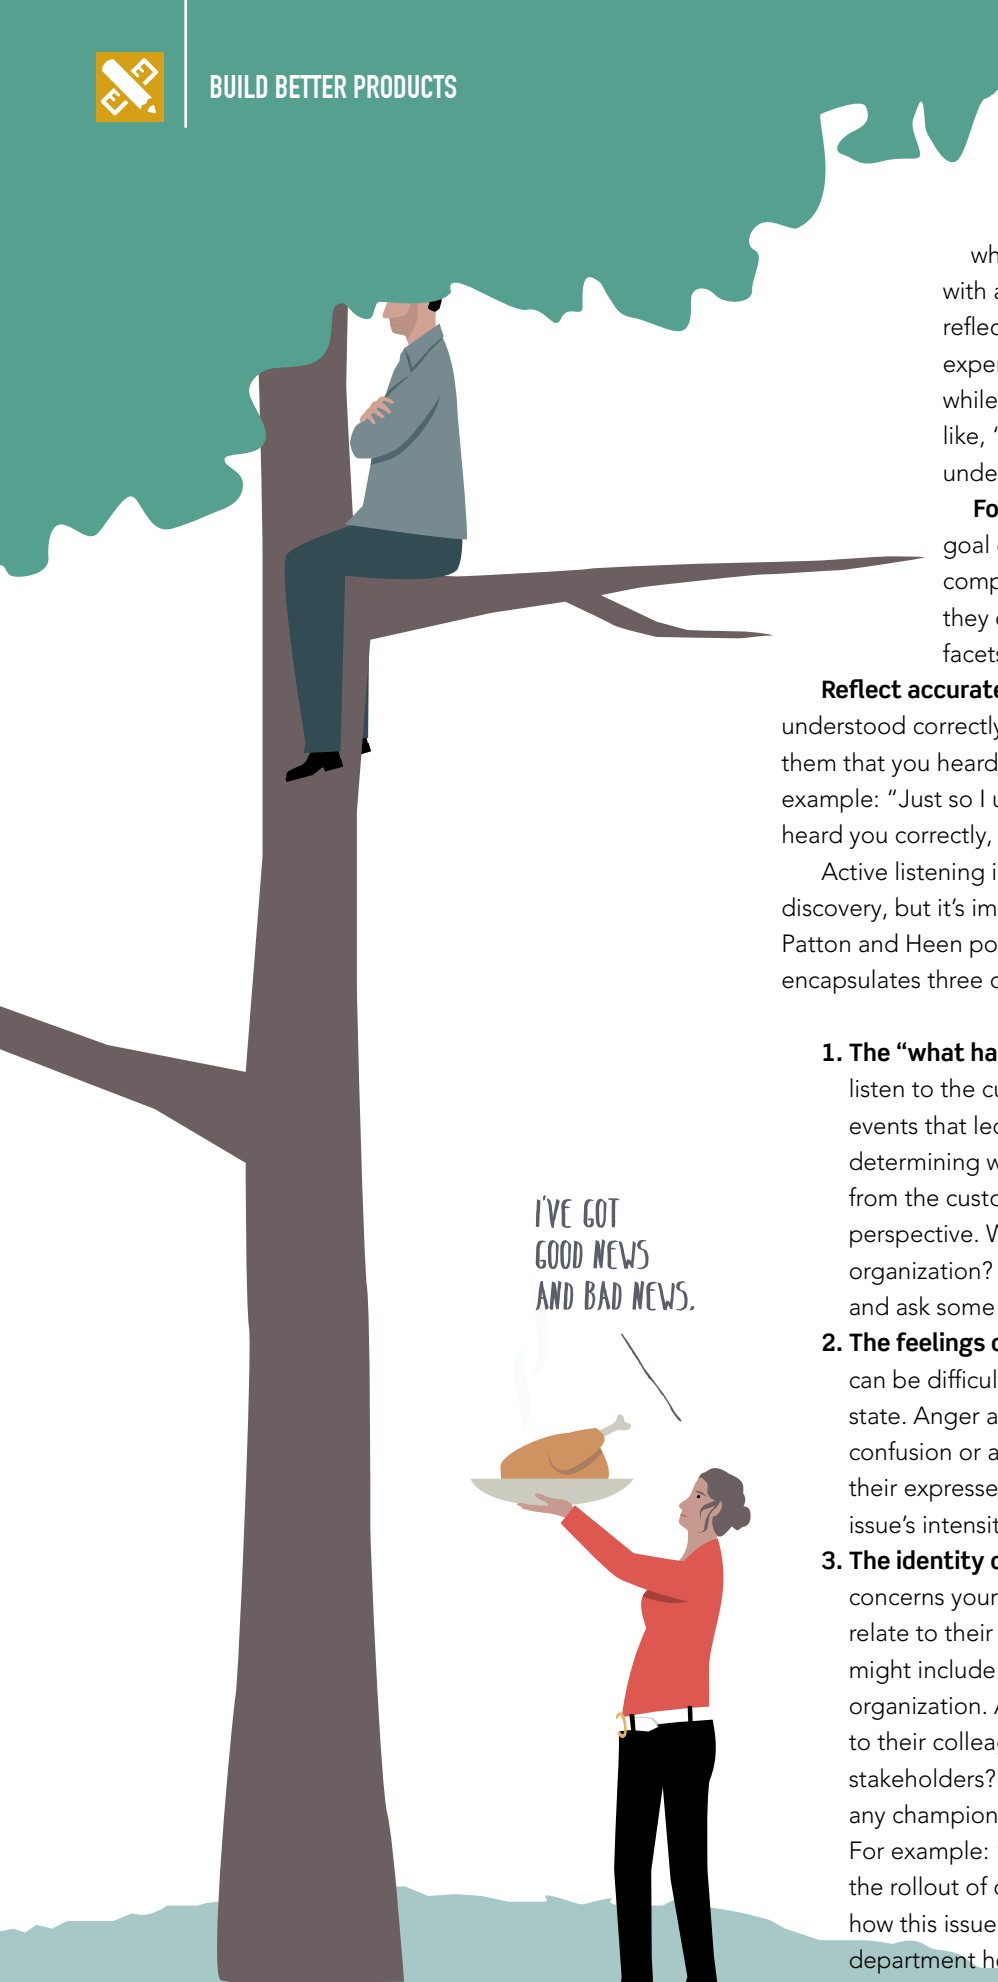 BUILD BETTER PRODUCTS
wh
with a
reflec
exper
while
like, “
unde
Fo
goal
comp
they
facets
Reflect accurate
understood correctly
them that you heard
example: “Just so I u
heard you correctly,
Active listening i
discovery, but it’s im
Patton and Heen po
encapsulates three c
1. The “what ha
listen to the cu
events that led
determining w
from the custo
perspective. W
organization?
and ask some
2. The feelings c
can be difficul
state. Anger a
confusion or a
their expresse
issue’s intensit
3. The identity c
concerns your
relate to their
might include
organization. A
to their collea
stakeholders?
any champion
For example:
the rollout of
how this issue
department he
I’VE GOT
GOOD NEWS
AND BAD NEWS.